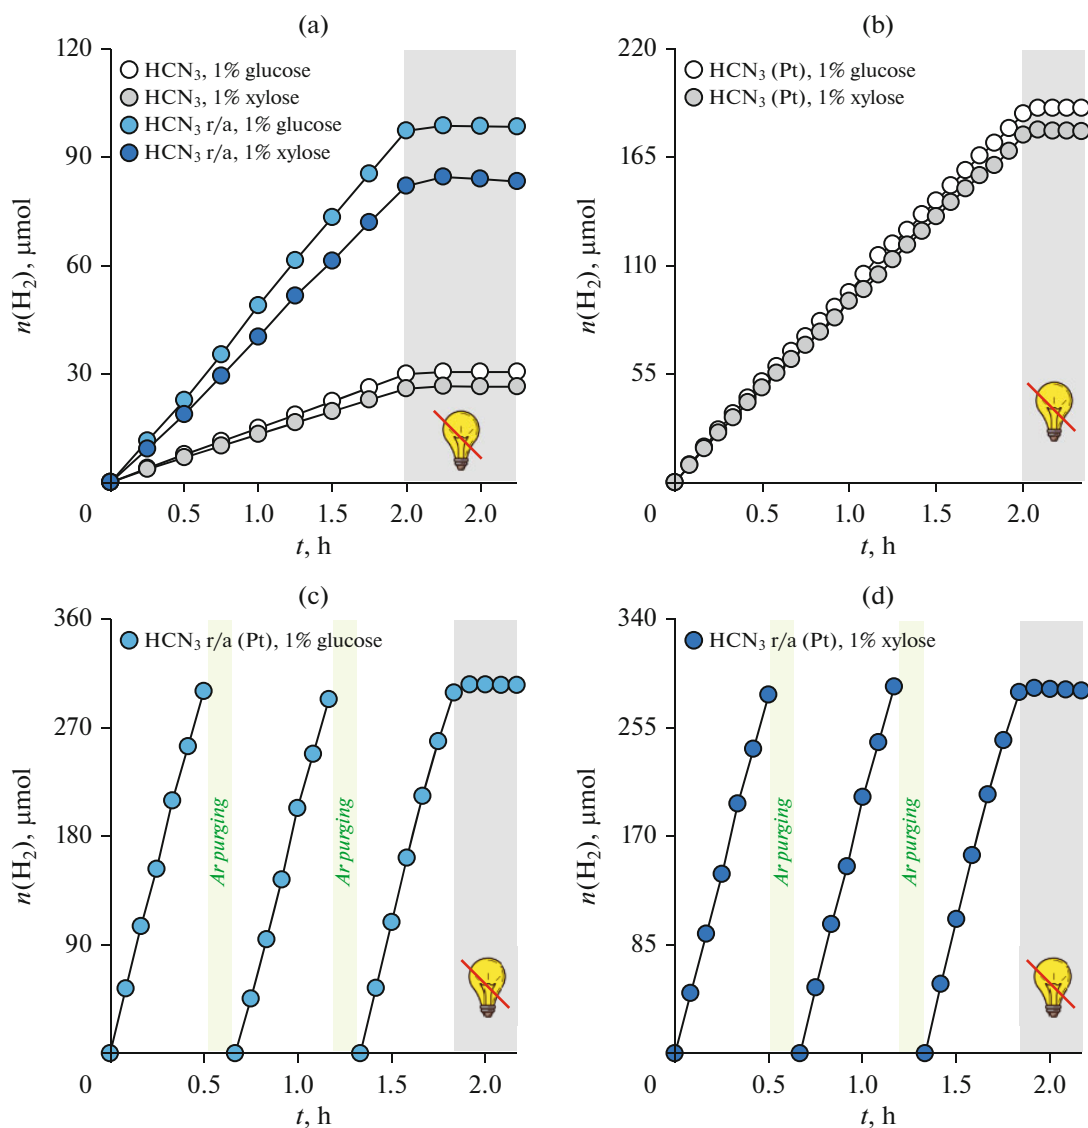 (a)
120
90
60
30
0
0.5
1.0
1.5
2.0
2.0
n(H₂), μmol
t, h
HCN₃, 1% glucose
HCN₃, 1% xylose
HCN₃ r/a, 1% glucose
HCN₃ r/a, 1% xylose
(b)
220
165
110
55
0
0.5
1.0
1.5
2.0
n(H₂), μmol
t, h
HCN₃ (Pt), 1% glucose
HCN₃ (Pt), 1% xylose
(c)
360
270
180
90
0
0.5
1.0
1.5
2.0
n(H₂), μmol
t, h
HCN₃ r/a (Pt), 1% glucose
Ar purging
Ar purging
(d)
340
255
170
85
0
0.5
1.0
1.5
2.0
n(H₂), μmol
t, h
HCN₃ r/a (Pt), 1% xylose
Ar purging
Ar purging